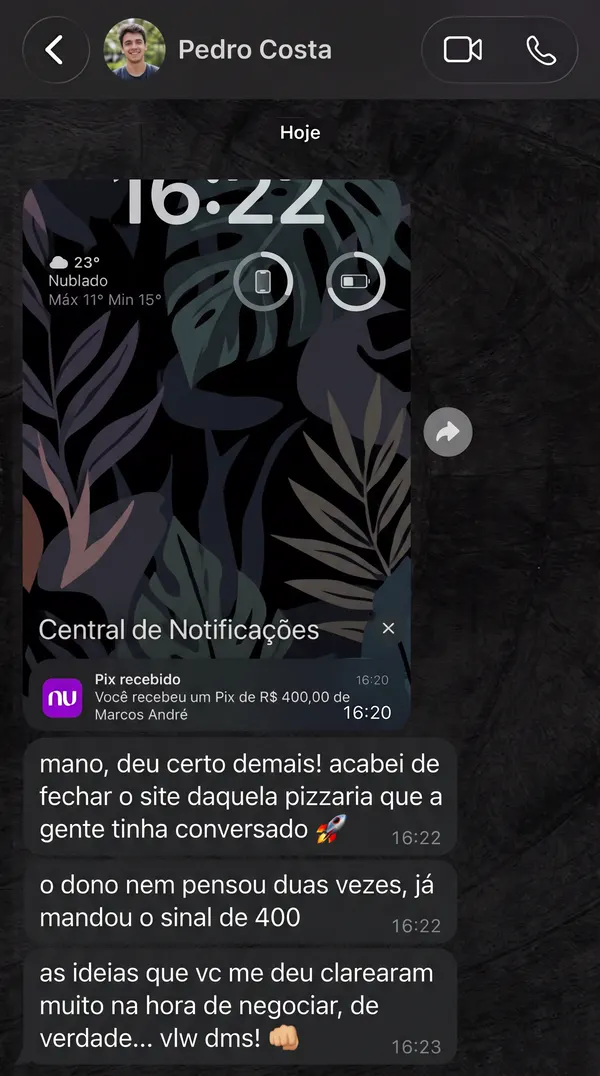 Pedro Costa
Hoje
16:22
23°
Nublado
Máx 11° Min 15°
Central de Notificações
Pix recebido 16:20
nu Você recebeu um Pix de R$ 400,00 de
Marcos André
16:20
mano, deu certo demais! acabei de
fechar o site daquela pizzaria que a
gente tinha conversado 🚀
16:22
o dono nem pensou duas vezes, já
mandou o sinal de 400
16:22
as ideias que vc me deu clarearam
muito na hora de negociar, de
verdade... vlw dms! 👊🏼
16:23